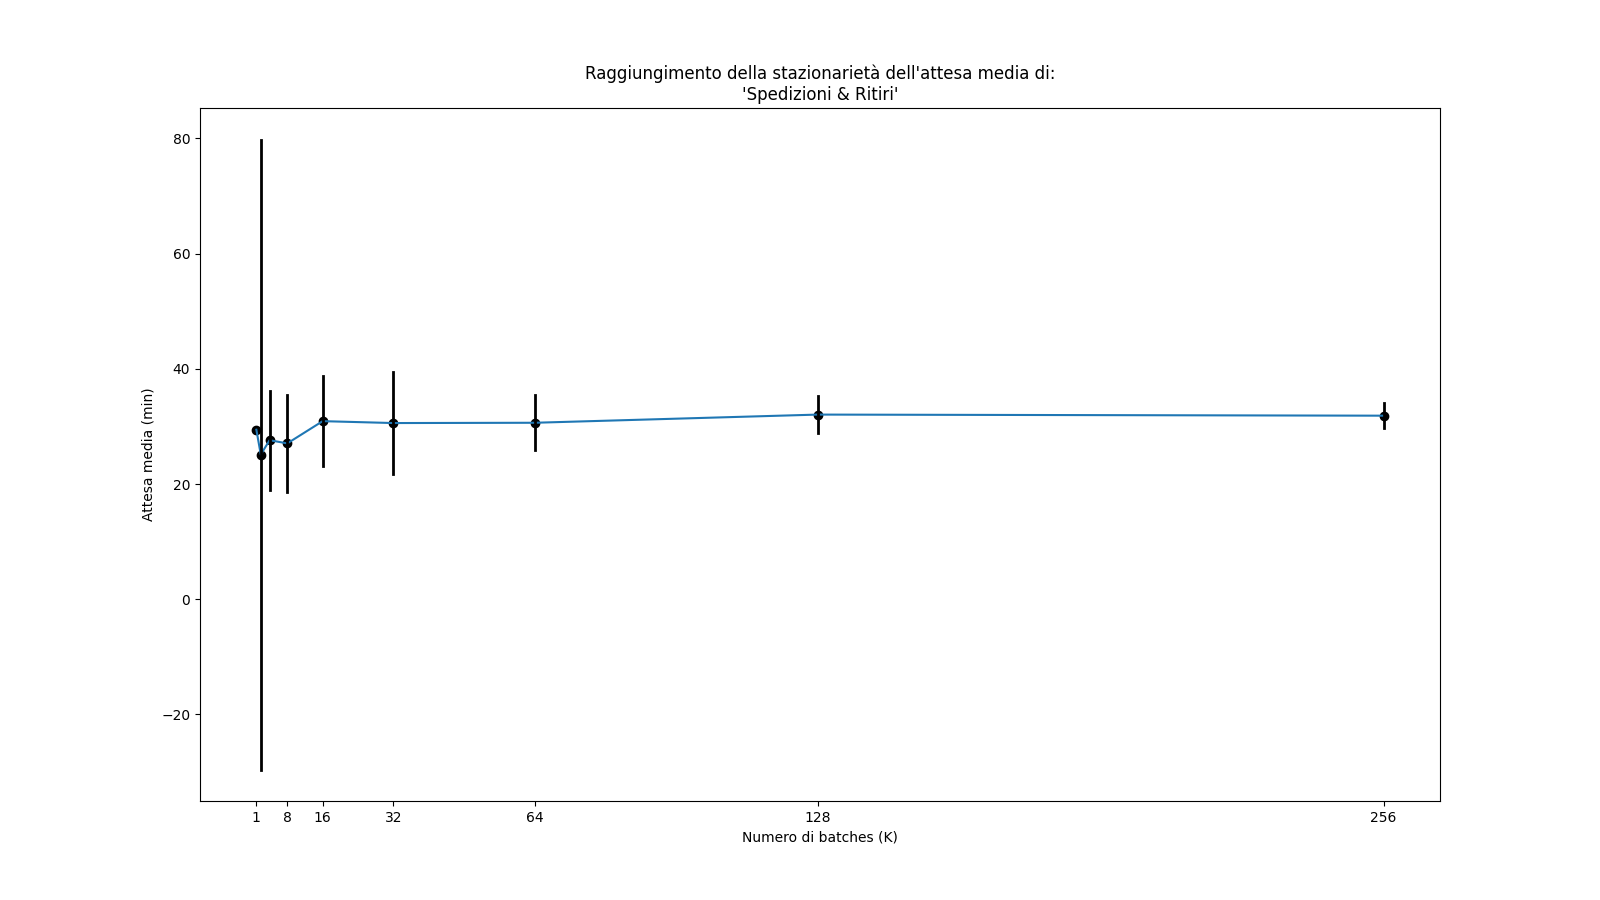 Raggiungimento della stazionarietà dell'attesa media di:
'Spedizioni & Ritiri'
80
60
40
20
0
−20
Attesa media (min)
1 8 16 32 64 128 256
Numero di batches (K)